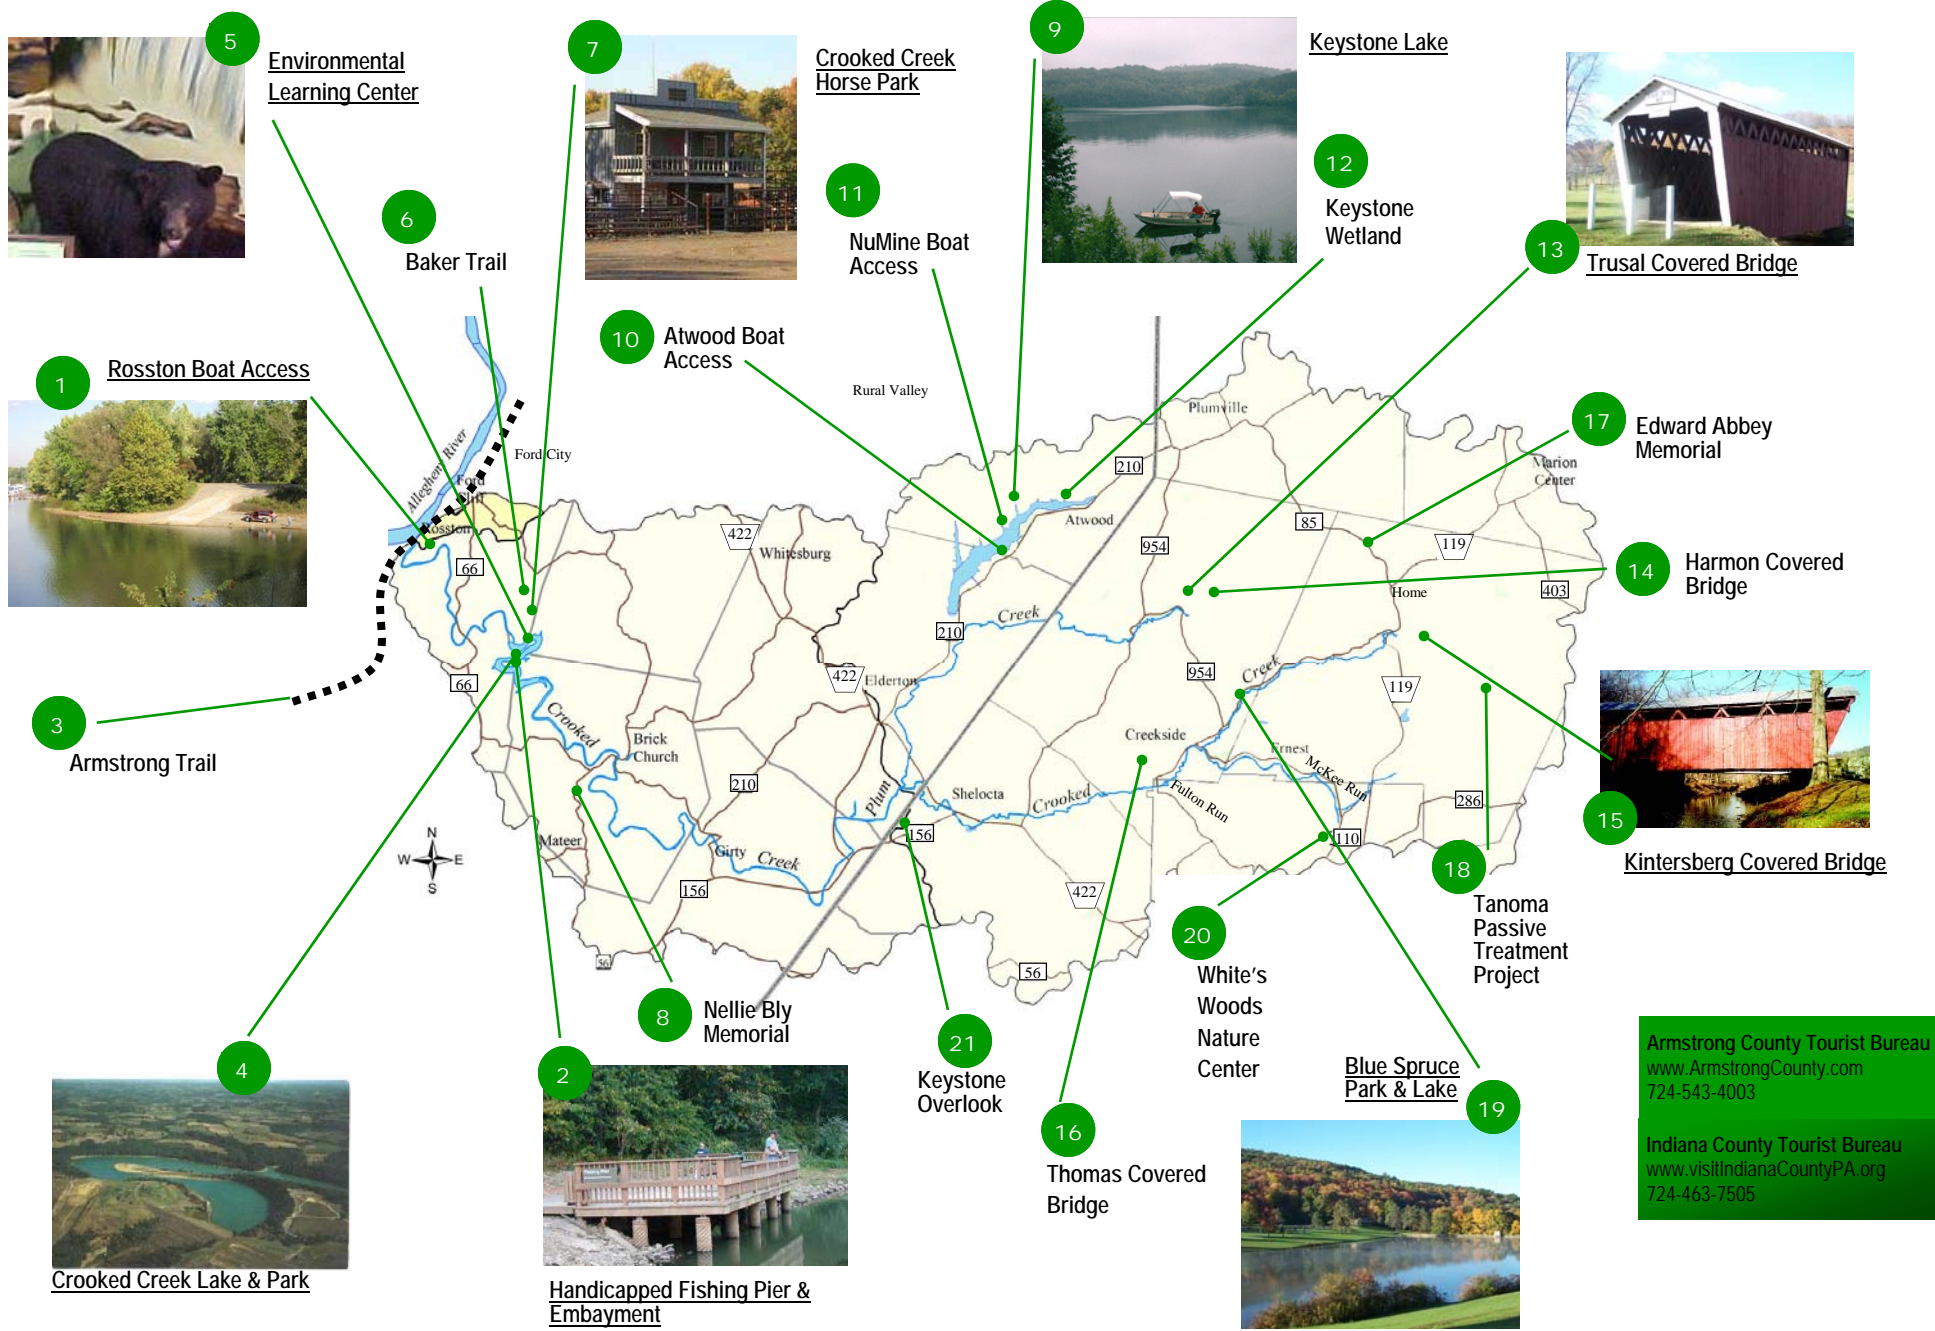 5
Environmental
Learning Center
7
Crooked Creek
Horse Park
9
Keystone Lake
6
Baker Trail
11
NuMine Boat
Access
12
Keystone
Wetland
13
Trusal Covered Bridge
10
Atwood Boat
Access
1
Rosston Boat Access
Rural Valley
Plumville
17
Edward Abbey
Memorial
Allegheny River
Ford City
Ford
Cliff
Rosston
Marion
Center
210
Atwood
422
Whitesburg
85
954
119
66
14
Harmon Covered
Bridge
Home
403
Creek
210
66
422
Elderton
954
Creek
119
3
Armstrong Trail
Crooked
Brick
Church
Creekside
Ernest
McKee Run
210
Plum
Shelocta
Crooked
Fulton Run
286
15
Kintersberg Covered Bridge
N
W
E
S
Mateer
Girty
Creek
156
110
156
422
18
Tanoma
Passive
Treatment
Project
56
56
20
White's
Woods
Nature
Center
8
Nellie Bly
Memorial
21
Keystone
Overlook
4
Crooked Creek Lake & Park
2
Handicapped Fishing Pier &
Embayment
16
Thomas Covered
Bridge
Blue Spruce
Park & Lake
19
Armstrong County Tourist Bureau
www.ArmstrongCounty.com
724-543-4003
Indiana County Tourist Bureau
www.visitIndianaCountyPA.org
724-463-7505